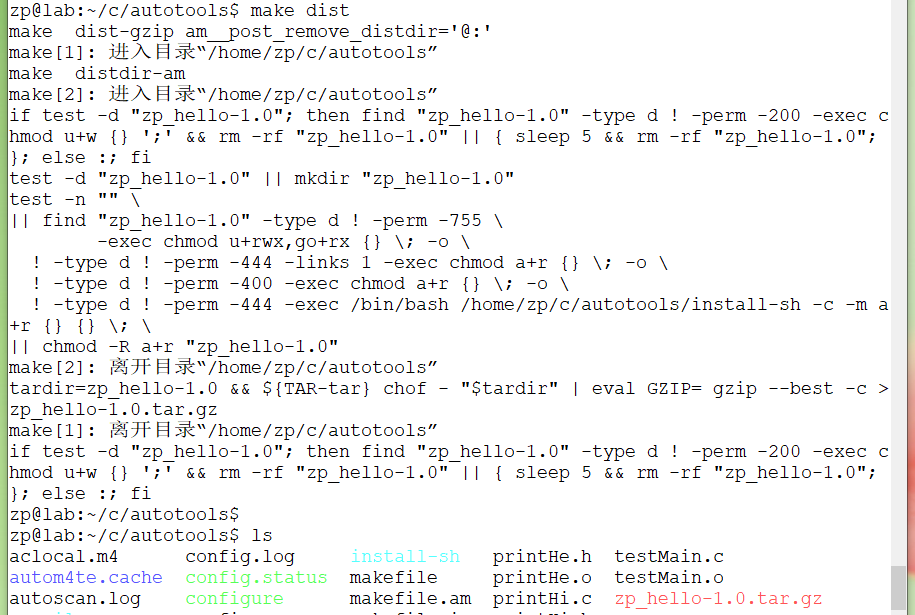 zp@lab:~/c/autotools$ make dist
make  dist-gzip am__post_remove_distdir='@:'
make[1]: 进入目录“/home/zp/c/autotools”
make  distdir-am
make[2]: 进入目录“/home/zp/c/autotools”
if test -d "zp_hello-1.0"; then find "zp_hello-1.0" -type d ! -perm -200 -exec c
hmod u+w {} ';' && rm -rf "zp_hello-1.0" || { sleep 5 && rm -rf "zp_hello-1.0";
}; else :; fi
test -d "zp_hello-1.0" || mkdir "zp_hello-1.0"
test -n "" \
|| find "zp_hello-1.0" -type d ! -perm -755 \
        -exec chmod u+rwx,go+rx {} \; -o \
  ! -type d ! -perm -444 -links 1 -exec chmod a+r {} \; -o \
  ! -type d ! -perm -400 -exec chmod a+r {} \; -o \
  ! -type d ! -perm -444 -exec /bin/bash /home/zp/c/autotools/install-sh -c -m a
+r {} {} \; \
|| chmod -R a+r "zp_hello-1.0"
make[2]: 离开目录“/home/zp/c/autotools”
tardir=zp_hello-1.0 && ${TAR-tar} chof - "$tardir" | eval GZIP= gzip --best -c >
zp_hello-1.0.tar.gz
make[1]: 离开目录“/home/zp/c/autotools”
if test -d "zp_hello-1.0"; then find "zp_hello-1.0" -type d ! -perm -200 -exec c
hmod u+w {} ';' && rm -rf "zp_hello-1.0" || { sleep 5 && rm -rf "zp_hello-1.0";
}; else :; fi
zp@lab:~/c/autotools$
zp@lab:~/c/autotools$ ls
aclocal.m4      config.log     install-sh   printHe.h  testMain.c
autom4te.cache  config.status  makefile     printHe.o  testMain.o
autoscan.log    configure      makefile.am  printHi.c  zp_hello-1.0.tar.gz